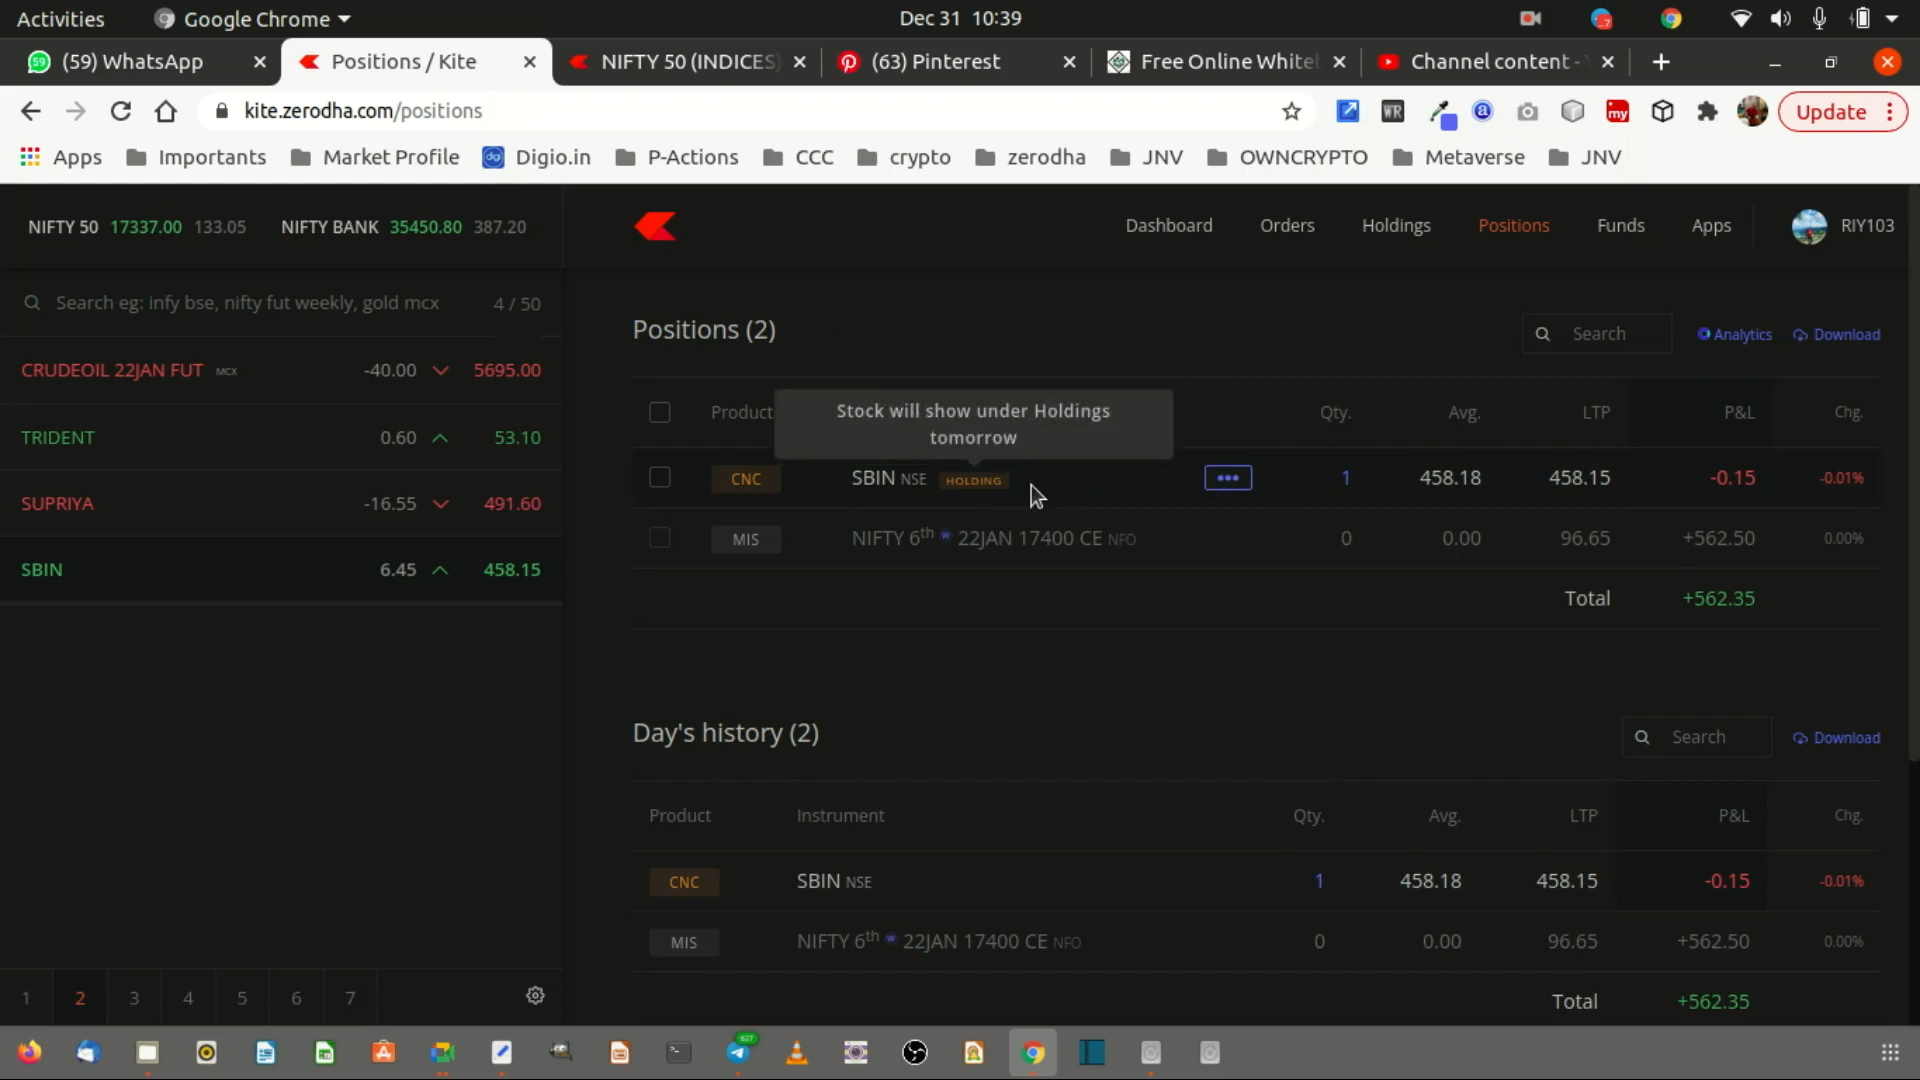 Activities Google Chrome Dec 31 10:39
(59) WhatsApp Positions / Kite NIFTY 50 (INDICES) (63) Pinterest Free Online Whiteb Channel content -
kite.zerodha.com/positions WR a my Update
Apps Importants Market Profile Digio.in P-Actions CCC crypto zerodha JNV OWNCRYPTO Metaverse JNV
NIFTY 50 17337.00 133.05 NIFTY BANK 35450.80 387.20
Dashboard Orders Holdings Positions Funds Apps RIY103
Search eg: infy bse, nifty fut weekly, gold mcx 4 / 50
CRUDEOIL 22JAN FUT MCX -40.00 5695.00
TRIDENT 0.60 53.10
SUPRIYA -16.55 491.60
SBIN 6.45 458.15
1 2 3 4 5 6 7
Positions (2) Search Analytics Download
Product Qty. Avg. LTP P&L Chg.
Stock will show under Holdings
tomorrow
CNC SBIN NSE HOLDING 1 458.18 458.15 -0.15 -0.01%
MIS NIFTY 6th W 22JAN 17400 CE NFO 0 0.00 96.65 +562.50 0.00%
Total +562.35
Day's history (2) Search Download
Product Instrument Qty. Avg. LTP P&L Chg.
CNC SBIN NSE 1 458.18 458.15 -0.15 -0.01%
MIS NIFTY 6th W 22JAN 17400 CE NFO 0 0.00 96.65 +562.50 0.00%
Total +562.35
627